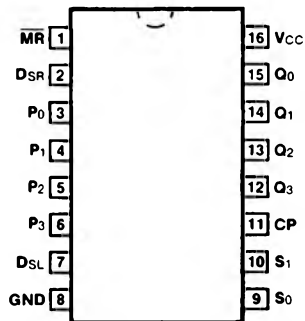 M̅R̅ 1 16 VCC
DSR 2 15 Q0
P0 3 14 Q1
P1 4 13 Q2
P2 5 12 Q3
P3 6 11 CP
DSL 7 10 S1
GND 8 9 S0